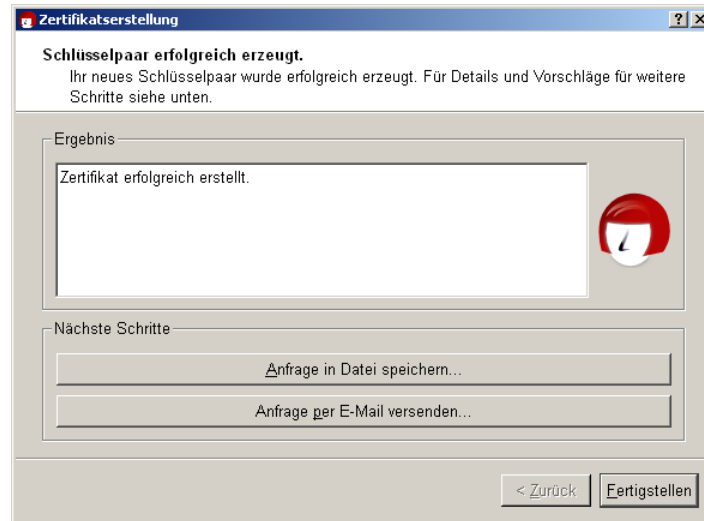 Zertifikatserstellung
Schlüsselpaar erfolgreich erzeugt.
Ihr neues Schlüsselpaar wurde erfolgreich erzeugt. Für Details und Vorschläge für weitere
Schritte siehe unten.
Ergebnis
Zertifikat erfolgreich erstellt.
Nächste Schritte
Anfrage in Datei speichern...
Anfrage per E-Mail versenden...
< Zurück
Fertigstellen